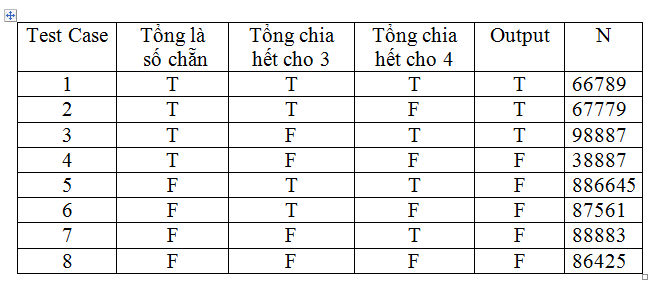 Test Case Tổng là số chẵn Tổng chia hết cho 3 Tổng chia hết cho 4 Output N
1 T T T T 66789
2 T T F F 67779
3 T F T T 98887
4 T F F F 38887
5 F T T F 886645
6 F T F F 87561
7 F F T F 88883
8 F F F F 86425